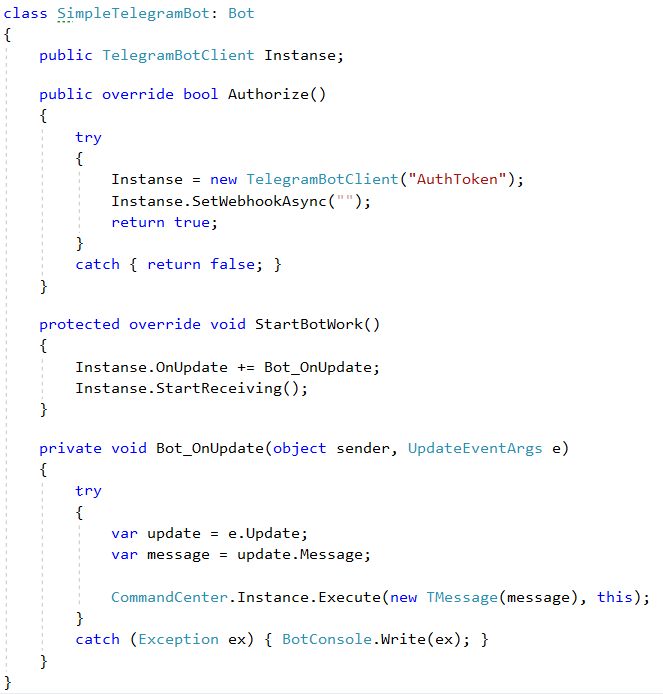 class SimpleTelegramBot: Bot
{
    public TelegramBotClient Instanse;

    public override bool Authorize()
    {
        try
        {
            Instanse = new TelegramBotClient("AuthToken");
            Instanse.SetWebhookAsync("");
            return true;
        }
        catch { return false; }
    }

    protected override void StartBotWork()
    {
        Instanse.OnUpdate += Bot_OnUpdate;
        Instanse.StartReceiving();
    }

    private void Bot_OnUpdate(object sender, UpdateEventArgs e)
    {
        try
        {
            var update = e.Update;
            var message = update.Message;

            CommandCenter.Instance.Execute(new TMessage(message), this);
        }
        catch (Exception ex) { BotConsole.Write(ex); }
    }
}